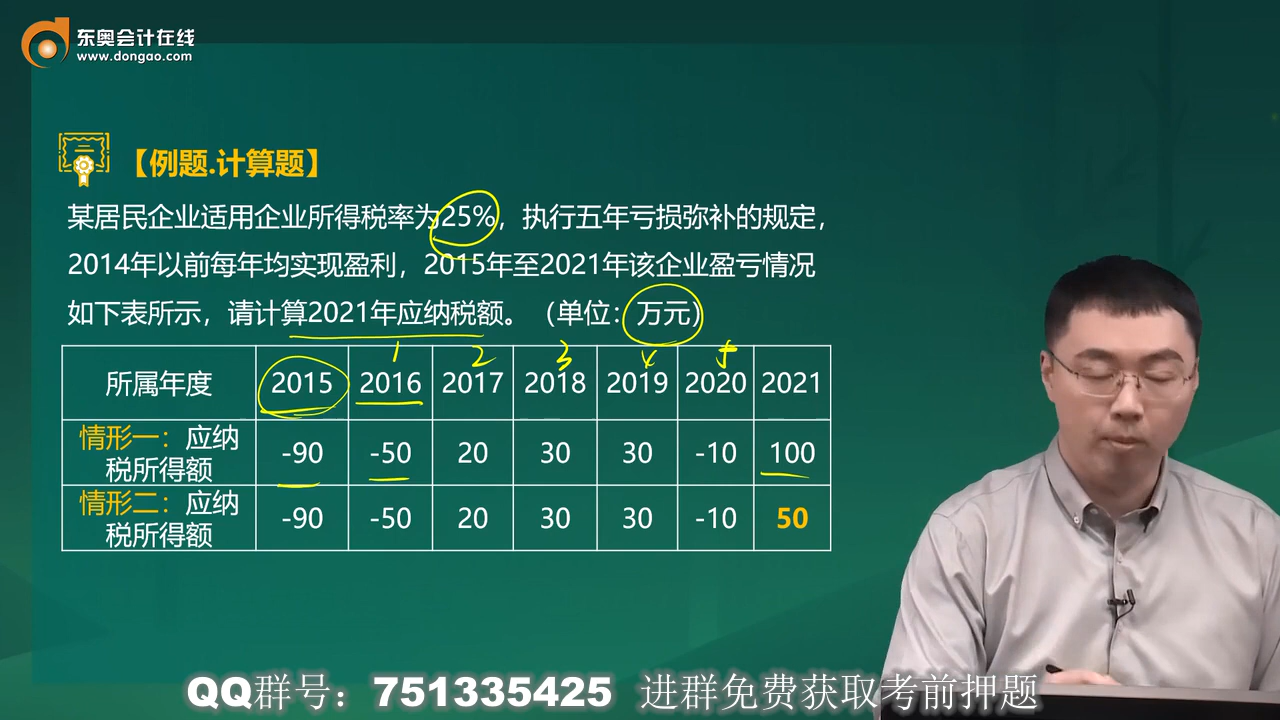 东奥会计在线
www.dongao.com
【例题.计算题】
某居民企业适用企业所得税率为25%，执行五年亏损弥补的规定，
2014年以前每年均实现盈利，2015年至2021年该企业盈亏情况
如下表所示，请计算2021年应纳税额。（单位：万元）
1 2 3 4 5
所属年度 2015 2016 2017 2018 2019 2020 2021
情形一：应纳税所得额 -90 -50 20 30 30 -10 100
情形二：应纳税所得额 -90 -50 20 30 30 -10 50
QQ群号：751335425 进群免费获取考前押题